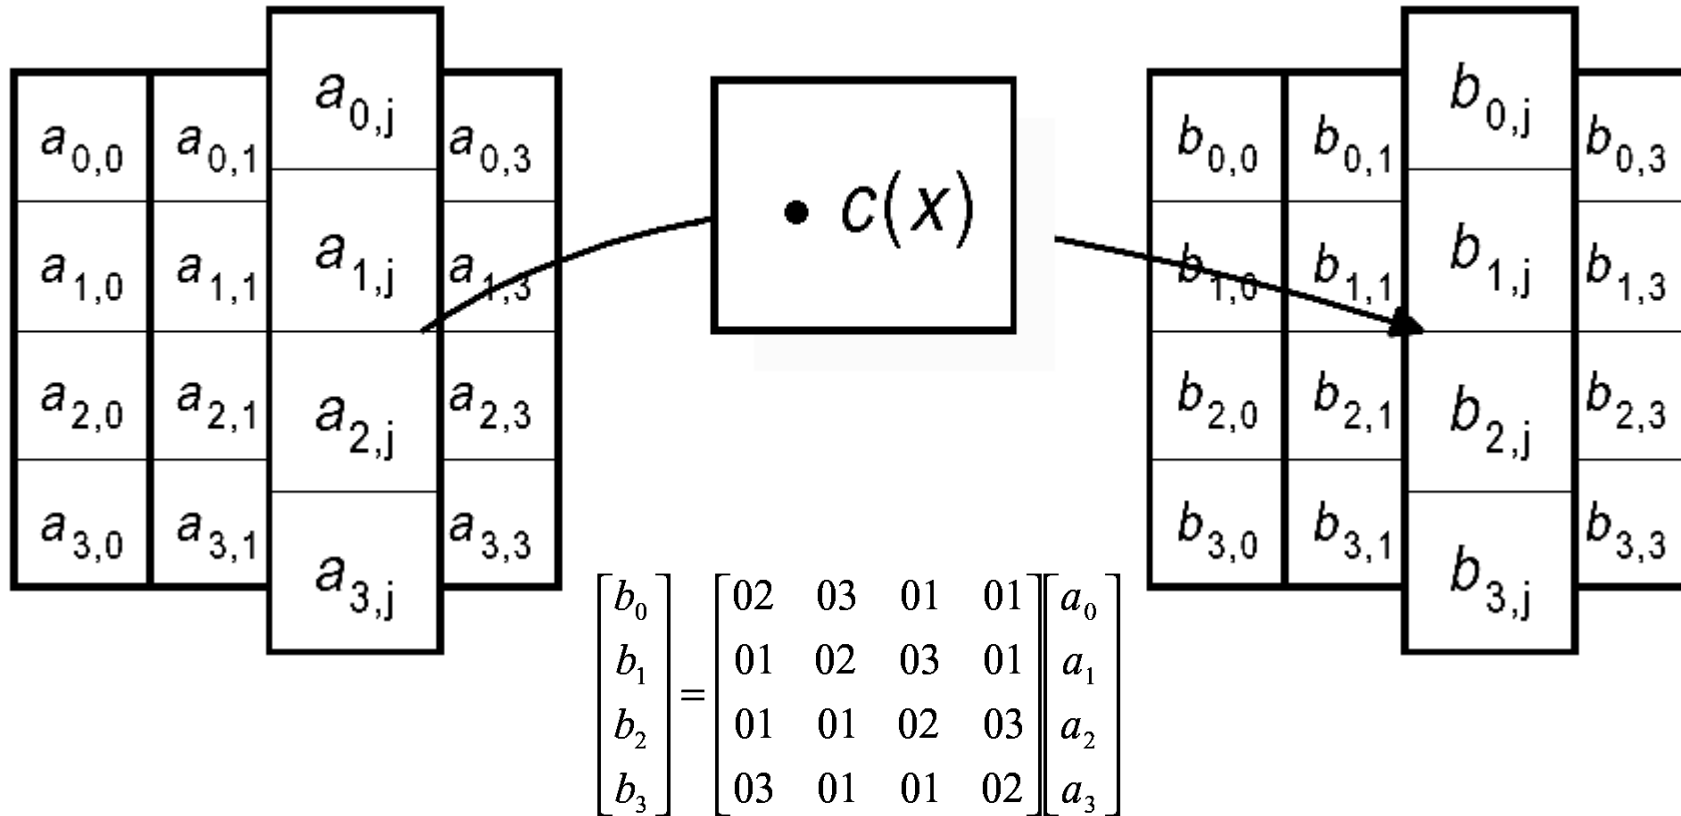 a0,j b0,j
a0,0 a0,1 a0,3 b0,0 b0,1 b0,3
• c(x)
a1,j b1,j
a1,0 a1,1 a1,3 b1,0 b1,1 b1,3
a2,0 a2,1 a2,j a2,3 b2,0 b2,1 b2,j b2,3
a3,0 a3,1 a3,3 b3,0 b3,1 b3,3
a3,j b3,j
b0 02 03 01 01 a0
b1 01 02 03 01 a1
=
b2 01 01 02 03 a2
b3 03 01 01 02 a3